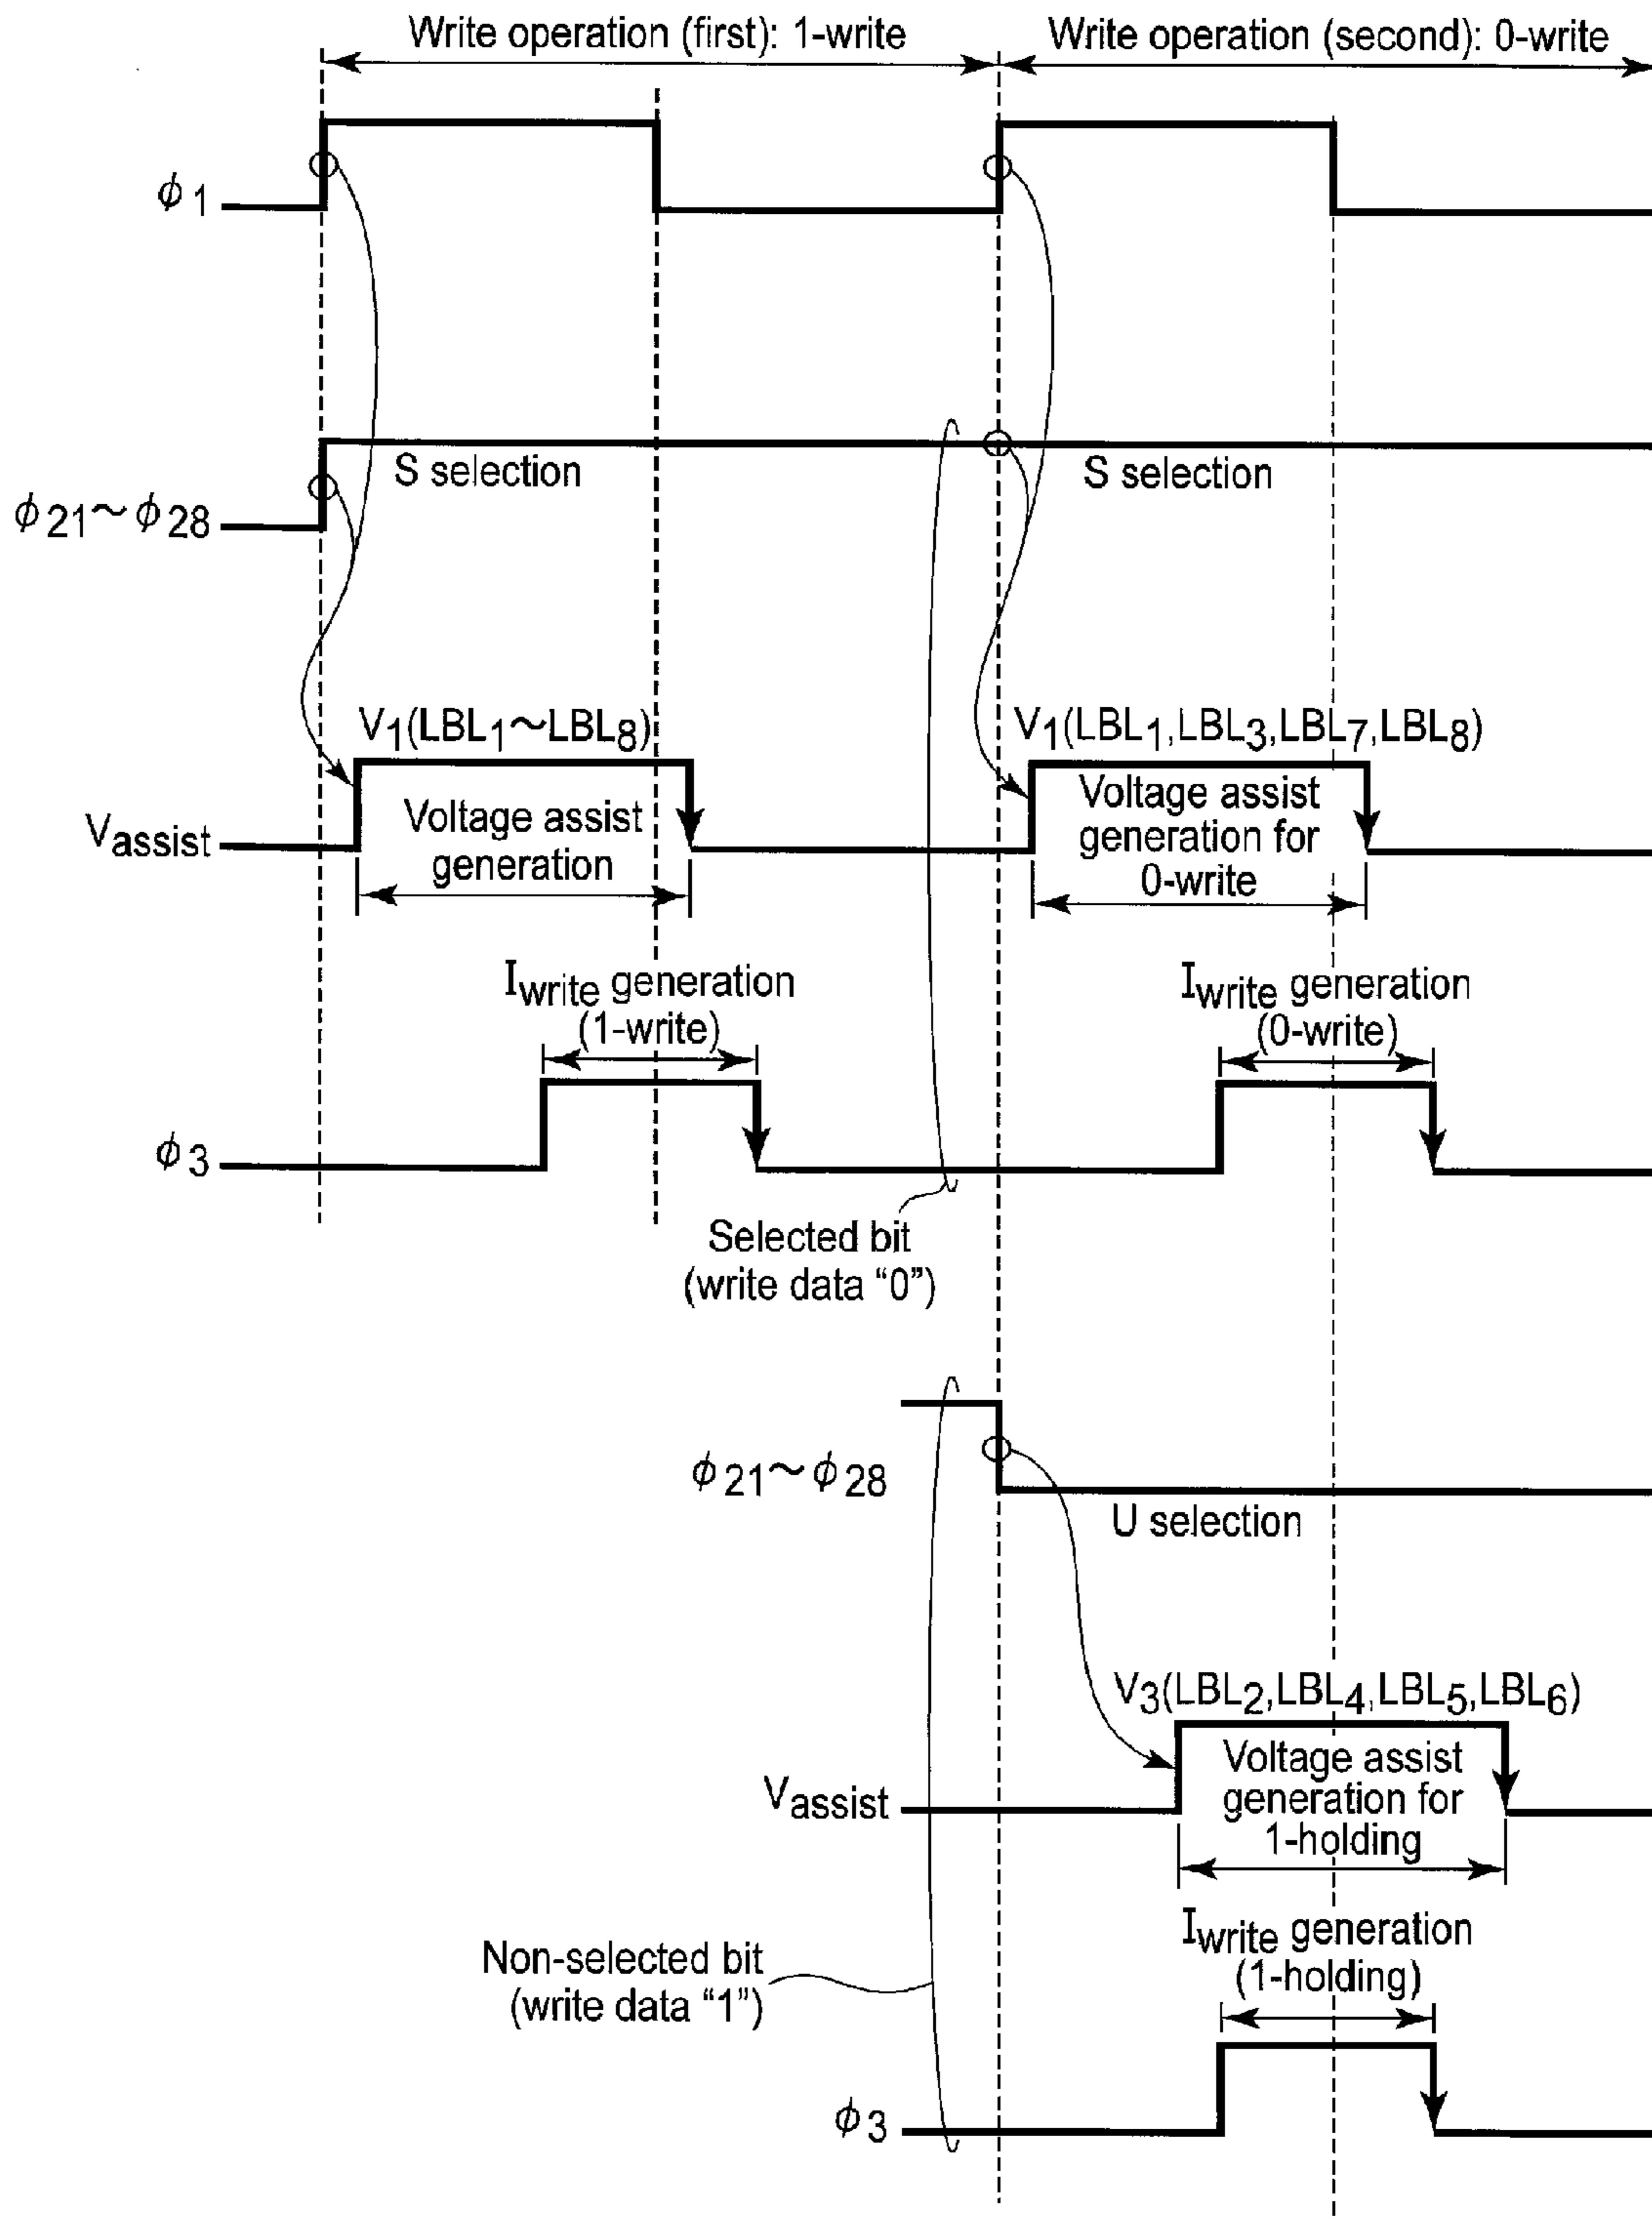 Write operation (first): 1-write
Write operation (second): 0-write
ϕ1
S selection
S selection
ϕ21～ϕ28
V1(LBL1～LBL8)
V1(LBL1,LBL3,LBL7,LBL8)
Vassist
Voltage assist
generation
Voltage assist
generation for
0-write
Iwrite generation
(1-write)
Iwrite generation
(0-write)
ϕ3
Selected bit
(write data “0”)
ϕ21～ϕ28
U selection
V3(LBL2,LBL4,LBL5,LBL6)
Vassist
Voltage assist
generation for
1-holding
Iwrite generation
(1-holding)
Non-selected bit
(write data “1”)
ϕ3